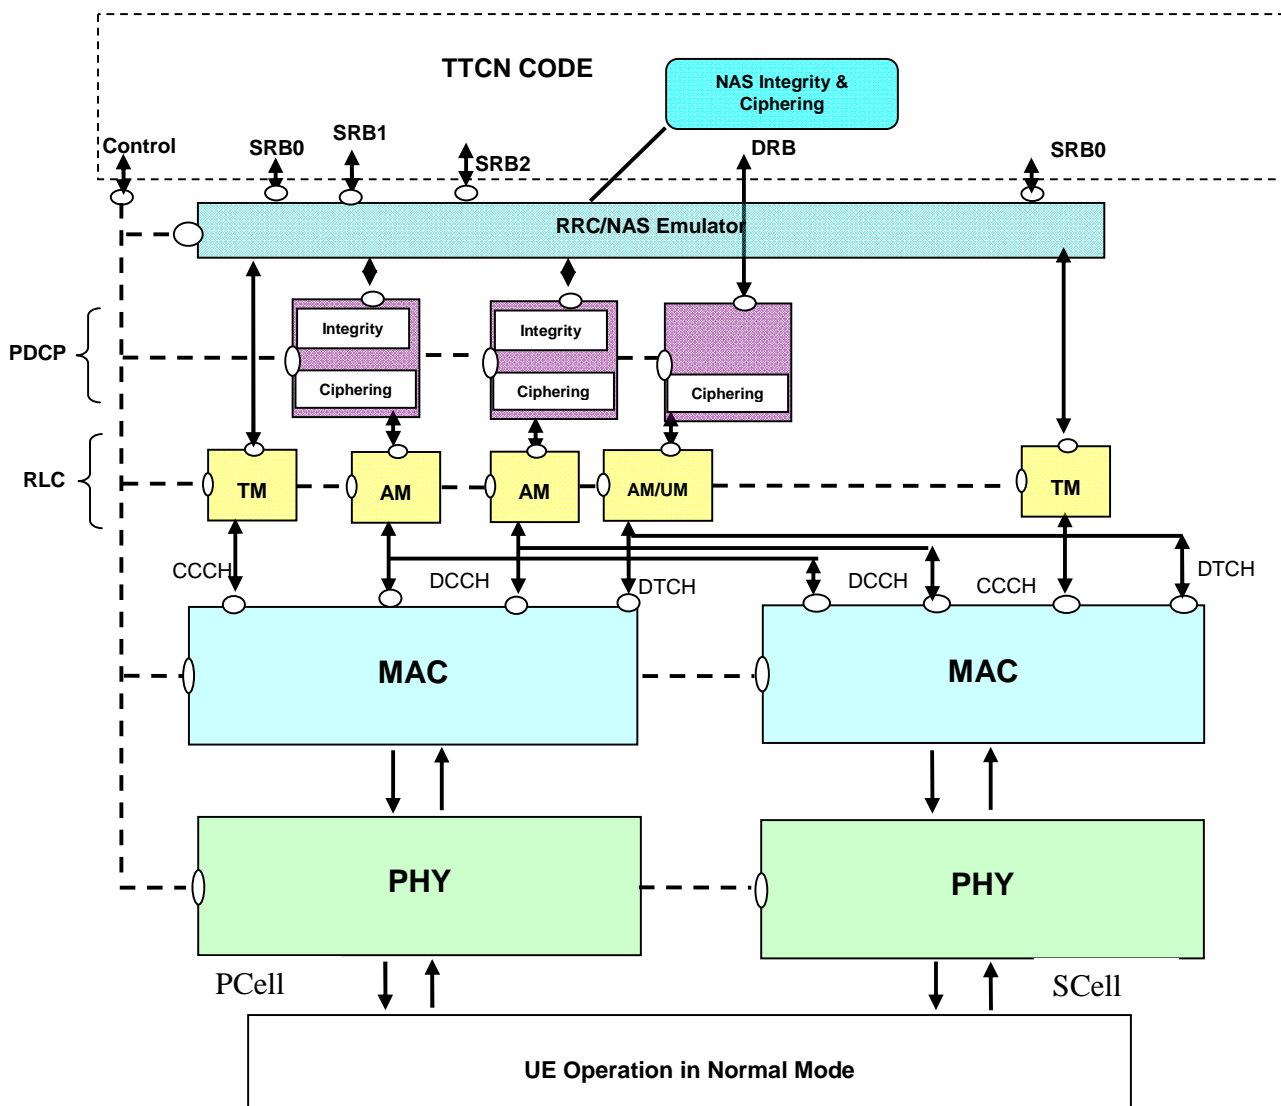 TTCN CODE
NAS Integrity &
Ciphering
Control
SRB0
SRB1
SRB2
DRB
SRB0
RRC/NAS Emulator
PDCP
Integrity
Ciphering
Integrity
Ciphering
Ciphering
RLC
TM
AM
AM
AM/UM
TM
CCCH
DCCH
DTCH
DCCH
CCCH
DTCH
MAC
MAC
PHY
PHY
PCell
SCell
UE Operation in Normal Mode